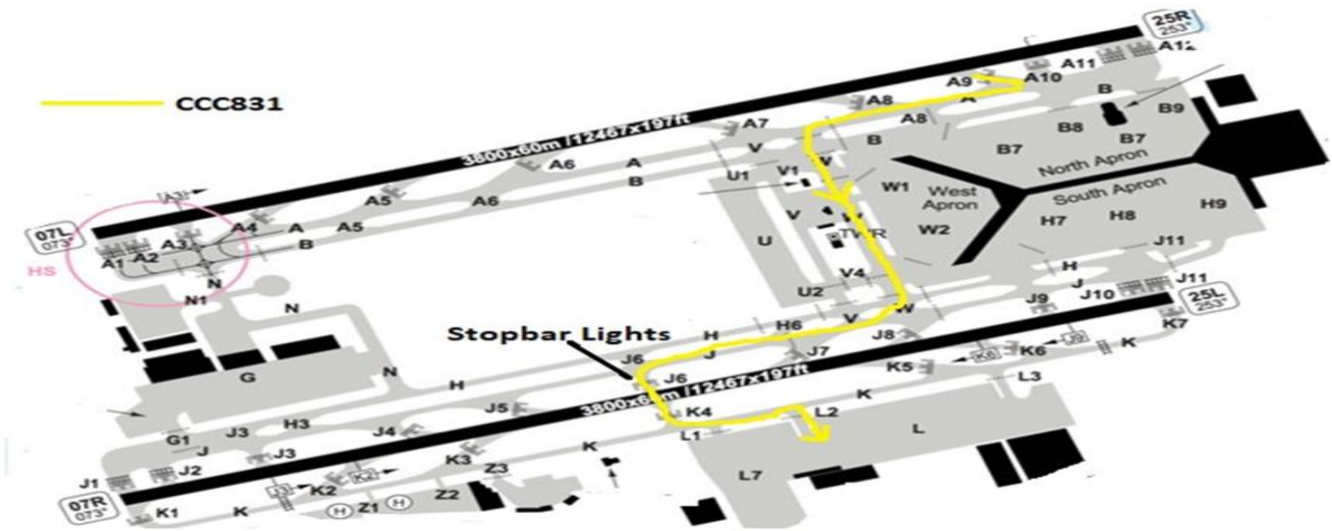 25R
253°
A12
A9
A10
A11
CCC831
A8
A
B
A8
B9
A7
B
B8
B7
B7
3800x60m /12467x197ft
V
W
North Apron
A6
A
U1
V1
W1
West
Apron
South Apron
B
A5
A6
V
W
H7
H8
H9
07L
073°
A4
A
A5
U
TWR
W2
J11
A1
A2
A3
B
HS
N
V4
H
J
J10
J11
N1
U2
W
J9
25L
253°
N
V
Stopbar Lights
H
H6
J8
K7
J6
J
J7
K6
K
G
N
H
J6
K5
L3
3800x60m /12467x197ft
K
J5
K4
L2
H3
L1
L
G1
J3
J4
K
J
J3
K3
L7
J1
J2
Z3
K2
Z2
07R
073°
K1
K
H
Z1
H